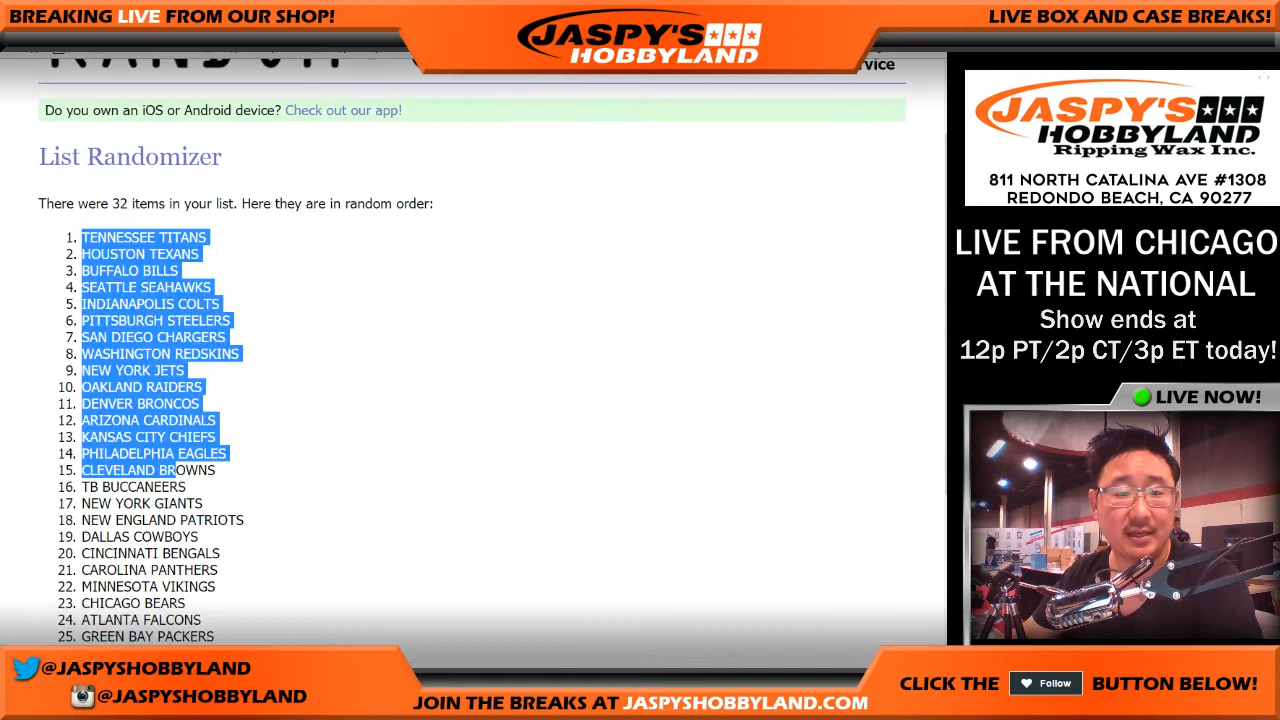 BREAKING LIVE FROM OUR SHOP!
JASPY'S
HOBBYLAND
LIVE BOX AND CASE BREAKS!
Do you own an iOS or Android device? Check out our app!
List Randomizer
There were 32 items in your list. Here they are in random order:
1. TENNESSEE TITANS
2. HOUSTON TEXANS
3. BUFFALO BILLS
4. SEATTLE SEAHAWKS
5. INDIANAPOLIS COLTS
6. PITTSBURGH STEELERS
7. SAN DIEGO CHARGERS
8. WASHINGTON REDSKINS
9. NEW YORK JETS
10. OAKLAND RAIDERS
11. DENVER BRONCOS
12. ARIZONA CARDINALS
13. KANSAS CITY CHIEFS
14. PHILADELPHIA EAGLES
15. CLEVELAND BROWNS
16. TB BUCCANEERS
17. NEW YORK GIANTS
18. NEW ENGLAND PATRIOTS
19. DALLAS COWBOYS
20. CINCINNATI BENGALS
21. CAROLINA PANTHERS
22. MINNESOTA VIKINGS
23. CHICAGO BEARS
24. ATLANTA FALCONS
25. GREEN BAY PACKERS
JASPY'S
HOBBYLAND
Ripping Wax Inc.
811 NORTH CATALINA AVE #1308
REDONDO BEACH, CA 90277
LIVE FROM CHICAGO
AT THE NATIONAL
Show ends at
12p PT/2p CT/3p ET today!
LIVE NOW!
@JASPYSHOBBYLAND
@JASPYSHOBBYLAND
JOIN THE BREAKS AT JASPYSHOBBYLAND.COM
CLICK THE Follow BUTTON BELOW!